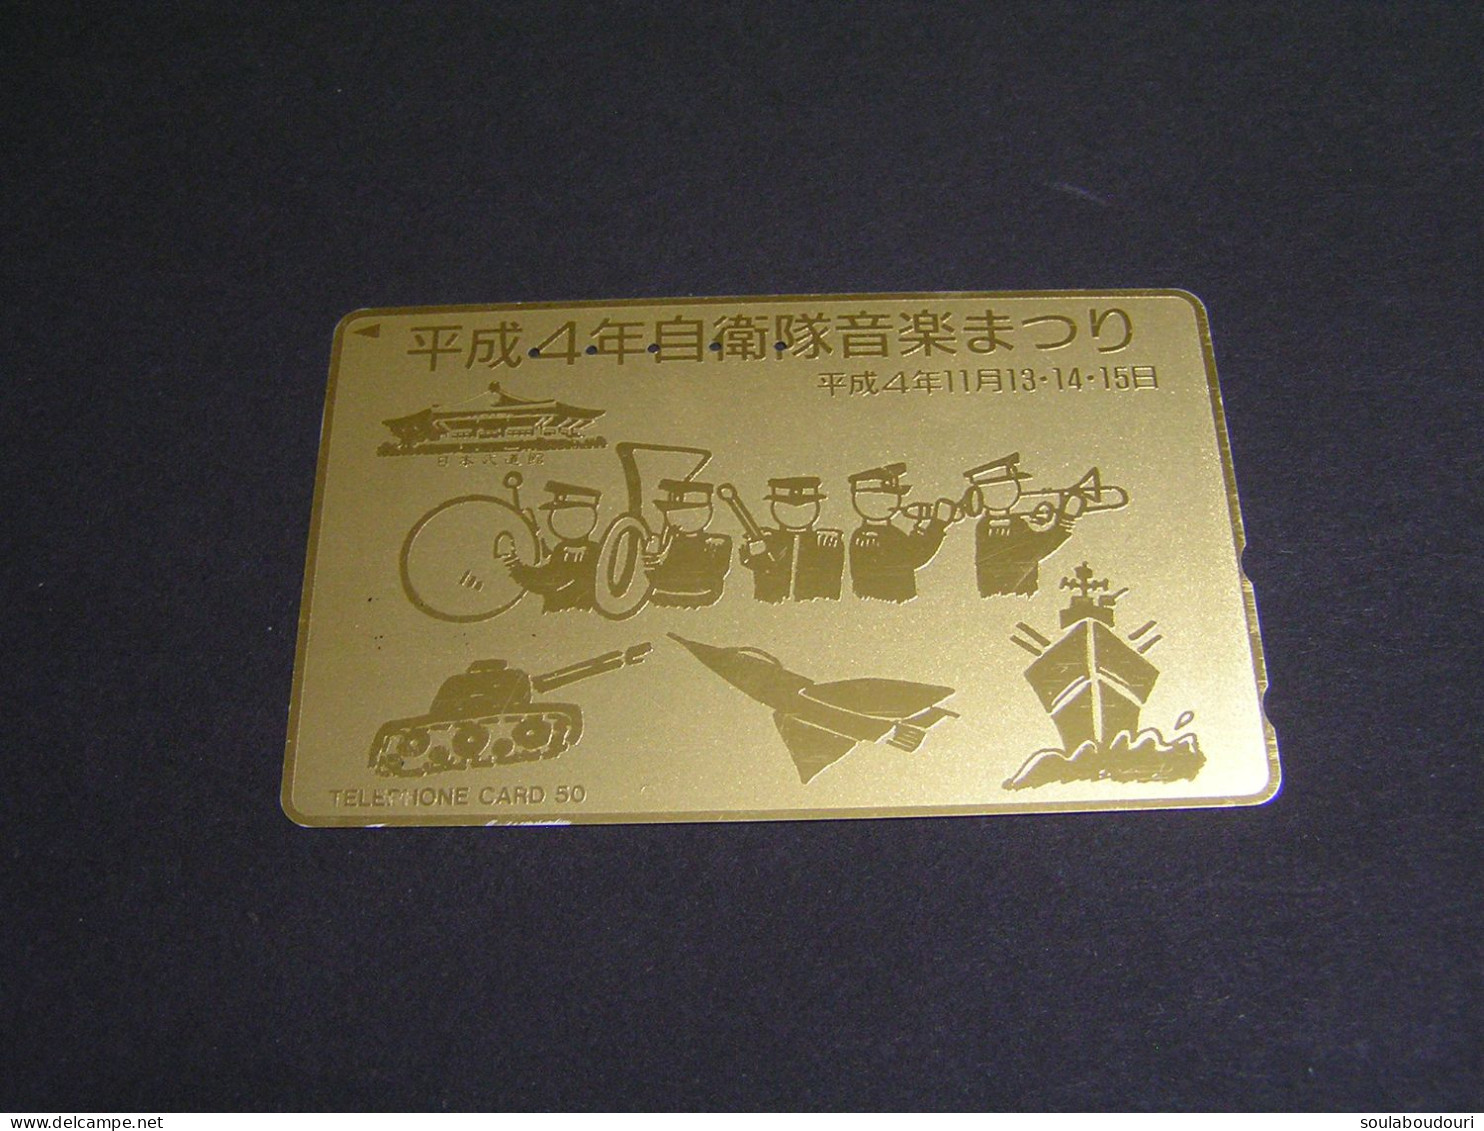 平成4年自衛隊音楽まつり
平成4年11月13・14・15日
日本武道館
TELEPHONE CARD 50
www.delcampe.net
soulaboudouri